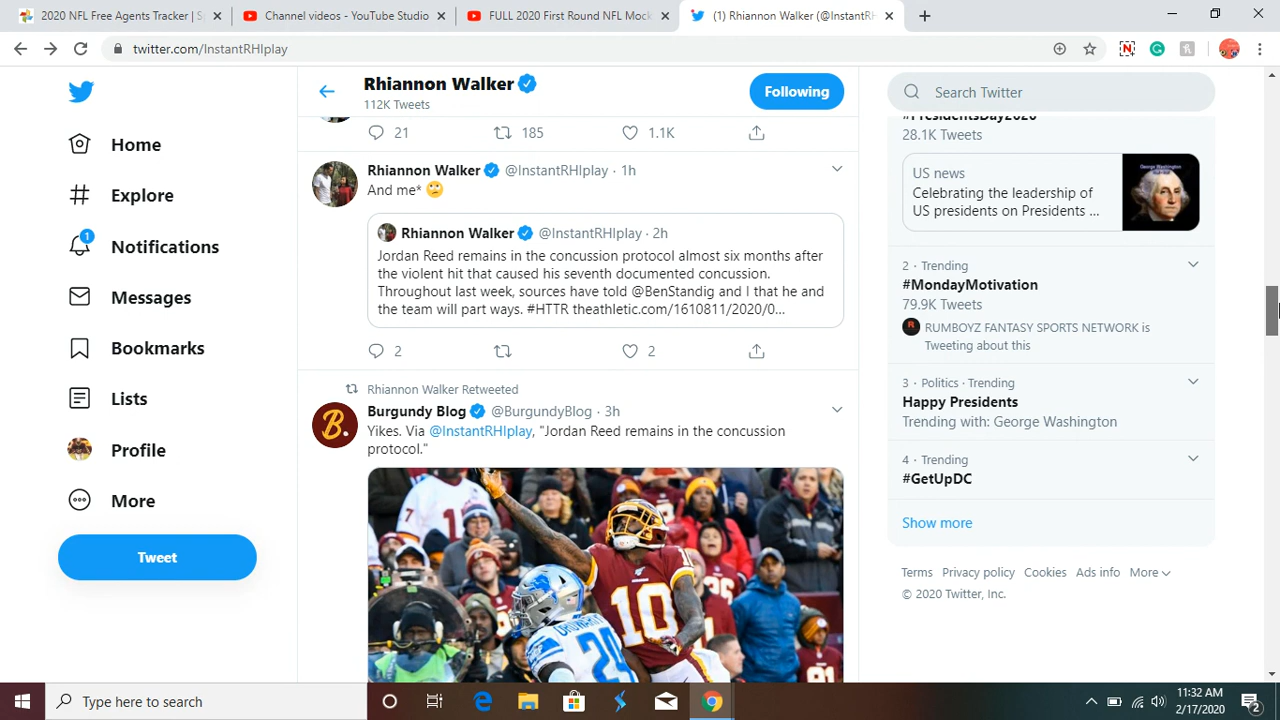 2020 NFL Free Agents Tracker | S
Channel videos - YouTube Studio
FULL 2020 First Round NFL Mock
(1) Rhiannon Walker (@InstantRH
twitter.com/InstantRHIplay
Rhiannon Walker
112K Tweets
Following
Search Twitter
Home
Explore
1
Notifications
Messages
Bookmarks
Lists
Profile
More
Tweet
21 185 1.1K
Rhiannon Walker @InstantRHIplay · 1h
And me* 🙄
Rhiannon Walker @InstantRHIplay · 2h
Jordan Reed remains in the concussion protocol almost six months after
the violent hit that caused his seventh documented concussion.
Throughout last week, sources have told @BenStandig and I that he and
the team will part ways. #HTTR theathletic.com/1610811/2020/0...
2 2
Rhiannon Walker Retweeted
B.
Burgundy Blog @BurgundyBlog · 3h
Yikes. Via @InstantRHIplay, "Jordan Reed remains in the concussion
protocol."
7
10
24
#PresidentsDay2020
28.1K Tweets
US news
Celebrating the leadership of
US presidents on Presidents ...
George Washington
2 · Trending
#MondayMotivation
79.9K Tweets
RUMBOYZ FANTASY SPORTS NETWORK is
Tweeting about this
3 · Politics · Trending
Happy Presidents
Trending with: George Washington
4 · Trending
#GetUpDC
Show more
Terms Privacy policy Cookies Ads info More
© 2020 Twitter, Inc.
Type here to search
11:32 AM
2/17/2020
2